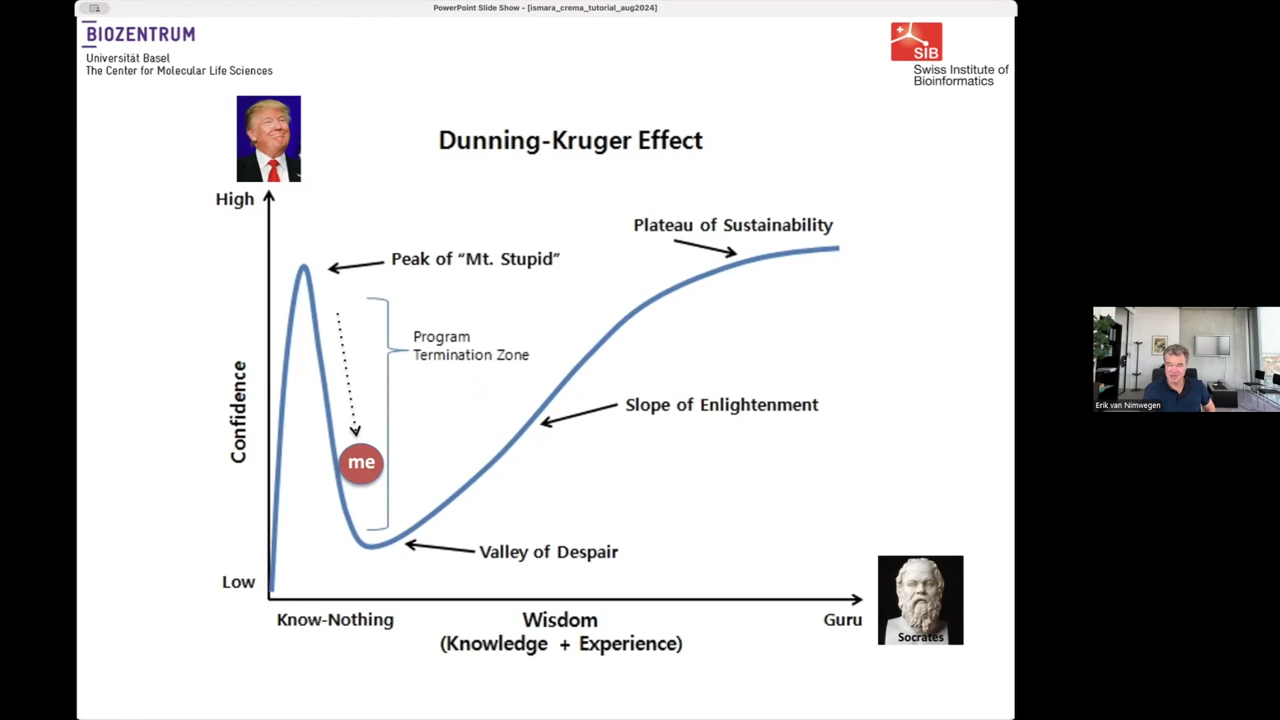 PowerPoint Slide Show - [ismara_crema_tutorial_aug2024]
BIOZENTRUM
Universität Basel
The Center for Molecular Life Sciences
SIB
Swiss Institute of
Bioinformatics
Dunning-Kruger Effect
High
Plateau of Sustainability
Peak of “Mt. Stupid”
Program
Termination Zone
Confidence
Slope of Enlightenment
me
Valley of Despair
Low
Know-Nothing
Wisdom
(Knowledge + Experience)
Guru
Socrates
Erik van Nimwegen